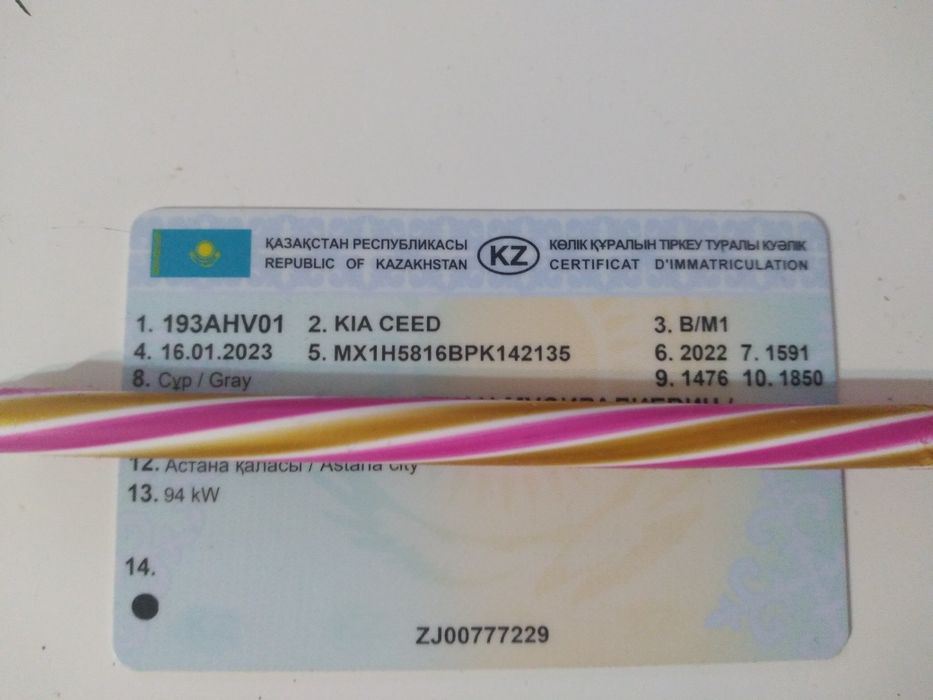 ҚАЗАҚСТАН РЕСПУБЛИКАСЫ KZ КӨЛІК ҚҰРАЛЫН ТІРКЕУ ТУРАЛЫ КУӘЛІК
REPUBLIC OF KAZAKHSTAN CERTIFICAT D'IMMATRICULATION
1. 193AHV01 2. KIA CEED 3. B/M1
4. 16.01.2023 5. MX1H5816BPK142135 6. 2022 7. 1591
8. Сұр / Gray 9. 1476 10. 1850
12. Астана қаласы / Astana city
13. 94 kW
14.
ZJ00777229